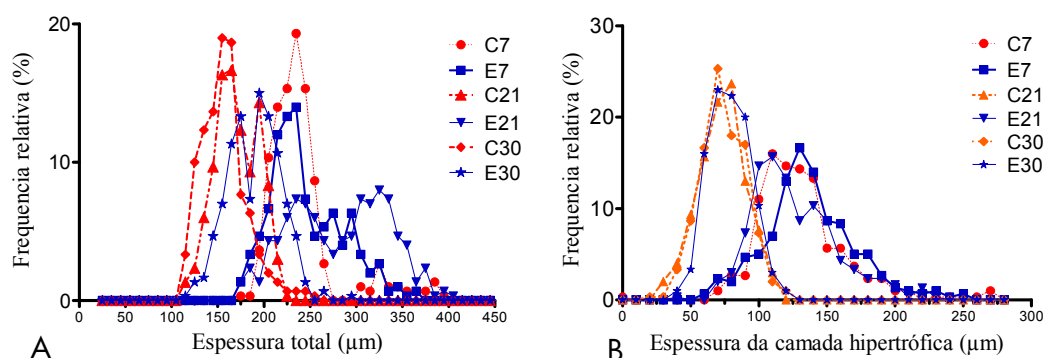 20
10
0
0
50
100
150
200
250
300
350
400
450
Frequencia relativa (%)
Espessura total (µm)
C7
E7
C21
E21
C30
E30
A
30
20
10
0
0
50
100
150
200
250
300
Frequencia relativa (%)
Espessura da camada hipertrófica (µm)
C7
E7
C21
E21
C30
E30
B